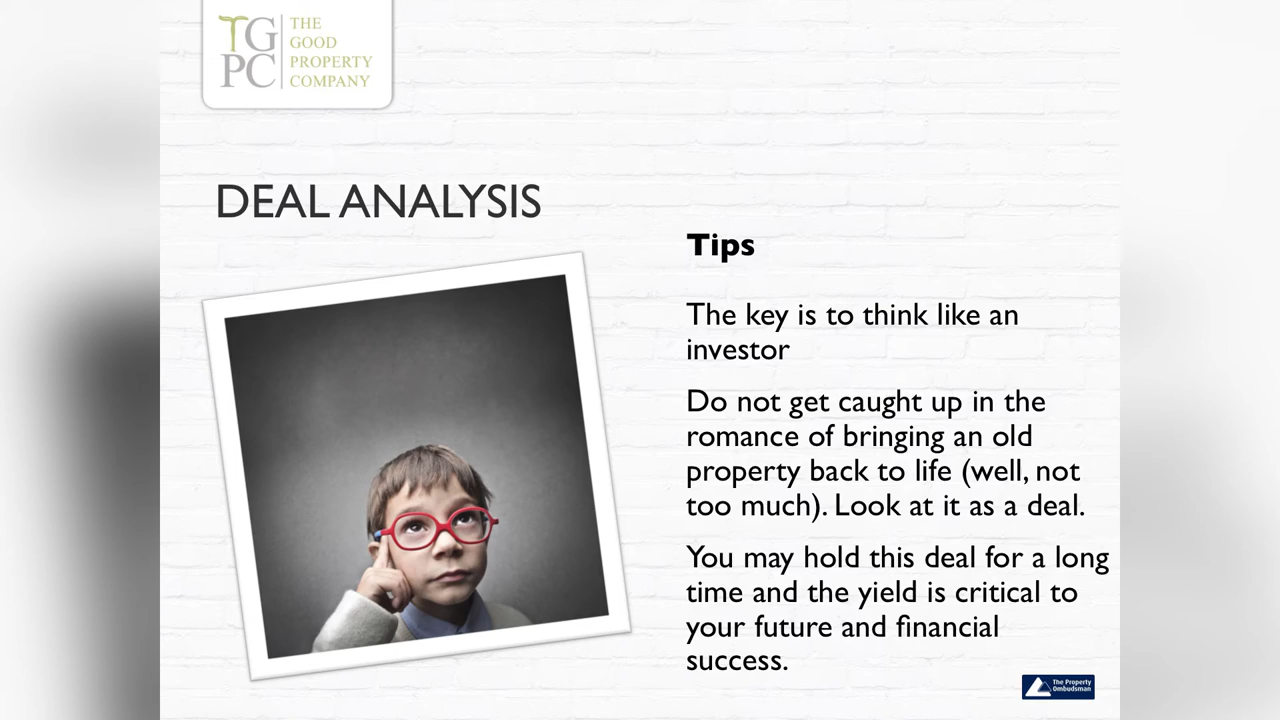 TG
PC
THE
GOOD
PROPERTY
COMPANY
DEAL ANALYSIS
Tips
The key is to think like an
investor
Do not get caught up in the
romance of bringing an old
property back to life (well, not
too much). Look at it as a deal.
You may hold this deal for a long
time and the yield is critical to
your future and financial
success.
The Property
Ombudsman